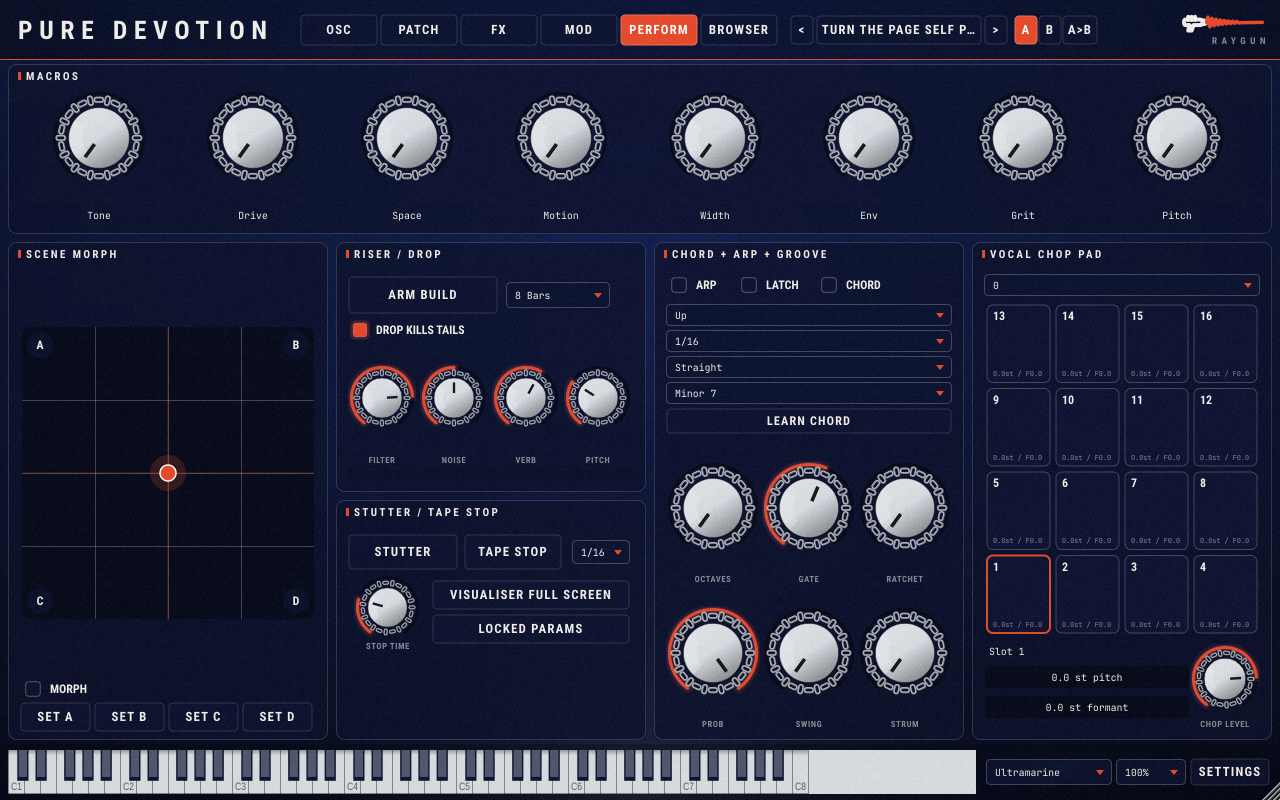 PURE DEVOTION
OSC PATCH FX MOD PERFORM BROWSER < TURN THE PAGE SELF P... > A B A>B
RAYGUN
MACROS
Tone Drive Space Motion Width Env Grit Pitch
SCENE MORPH
A B
C D
MORPH
SET A SET B SET C SET D
RISER / DROP
ARM BUILD 8 Bars
DROP KILLS TAILS
FILTER NOISE VERB PITCH
STUTTER / TAPE STOP
STUTTER TAPE STOP 1/16
VISUALISER FULL SCREEN
LOCKED PARAMS
STOP TIME
CHORD + ARP + GROOVE
ARP LATCH CHORD
Up
1/16
Straight
Minor 7
LEARN CHORD
OCTAVES GATE RATCHET
PROB SWING STRUM
VOCAL CHOP PAD
0
13 14 15 16
0.0st / F0.0 0.0st / F0.0 0.0st / F0.0 0.0st / F0.0
9 10 11 12
0.0st / F0.0 0.0st / F0.0 0.0st / F0.0 0.0st / F0.0
5 6 7 8
0.0st / F0.0 0.0st / F0.0 0.0st / F0.0 0.0st / F0.0
1 2 3 4
0.0st / F0.0 0.0st / F0.0 0.0st / F0.0 0.0st / F0.0
Slot 1
0.0 st pitch
0.0 st formant
CHOP LEVEL
C1 C2 C3 C4 C5 C6 C7 C8
Ultramarine 100% SETTINGS